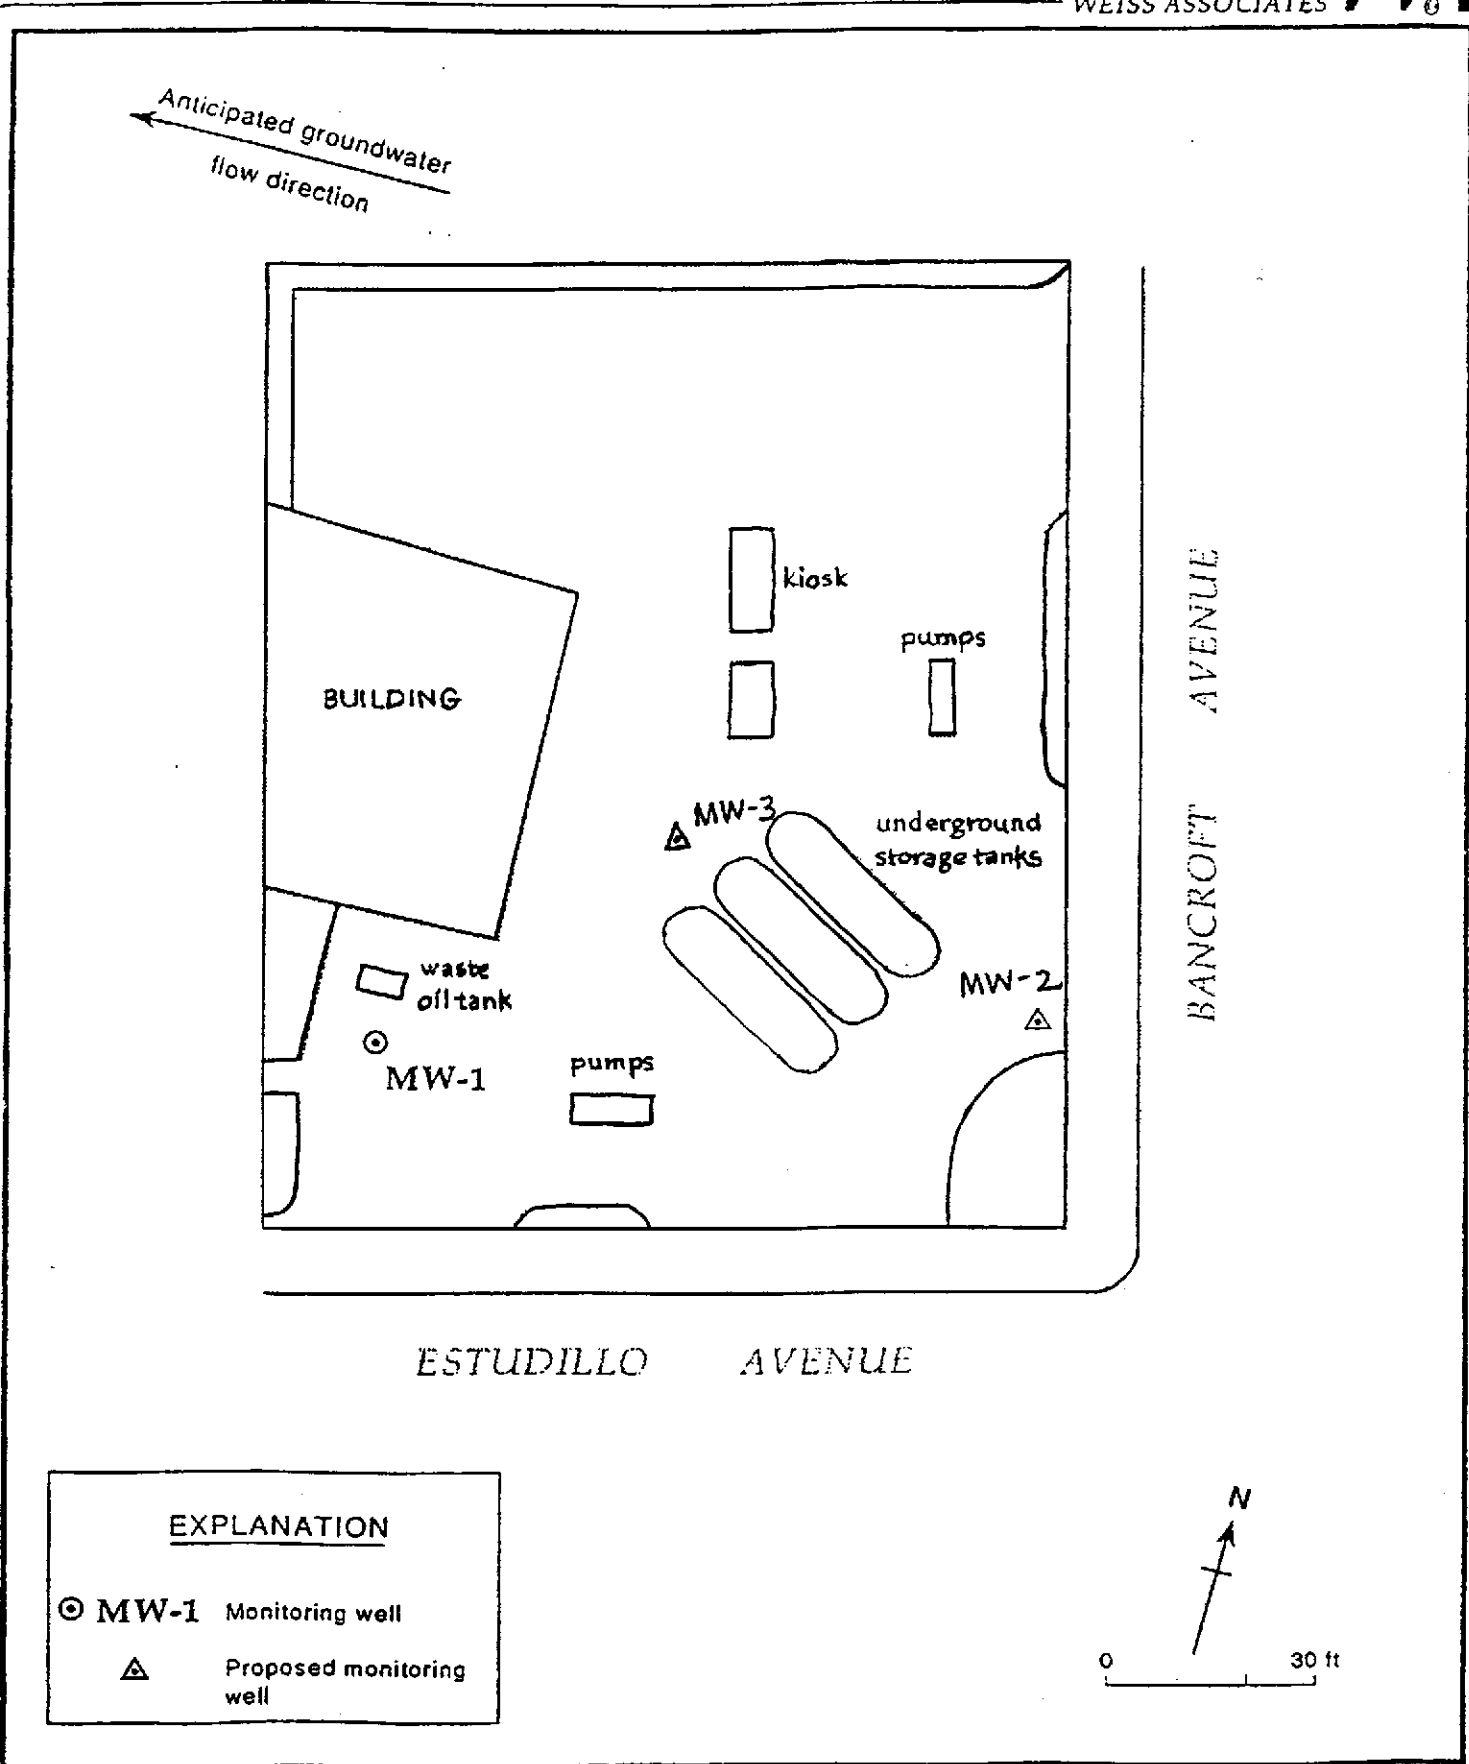 WEISS ASSOCIATES
Anticipated groundwater
flow direction
kiosk
pumps
BUILDING
MW-3
underground
storage tanks
waste
oil tank
MW-2
MW-1
pumps
BANCROFT AVENUE
ESTUDILLO AVENUE
EXPLANATION
MW-1 Monitoring well
Proposed monitoring
well
N
0 30 ft